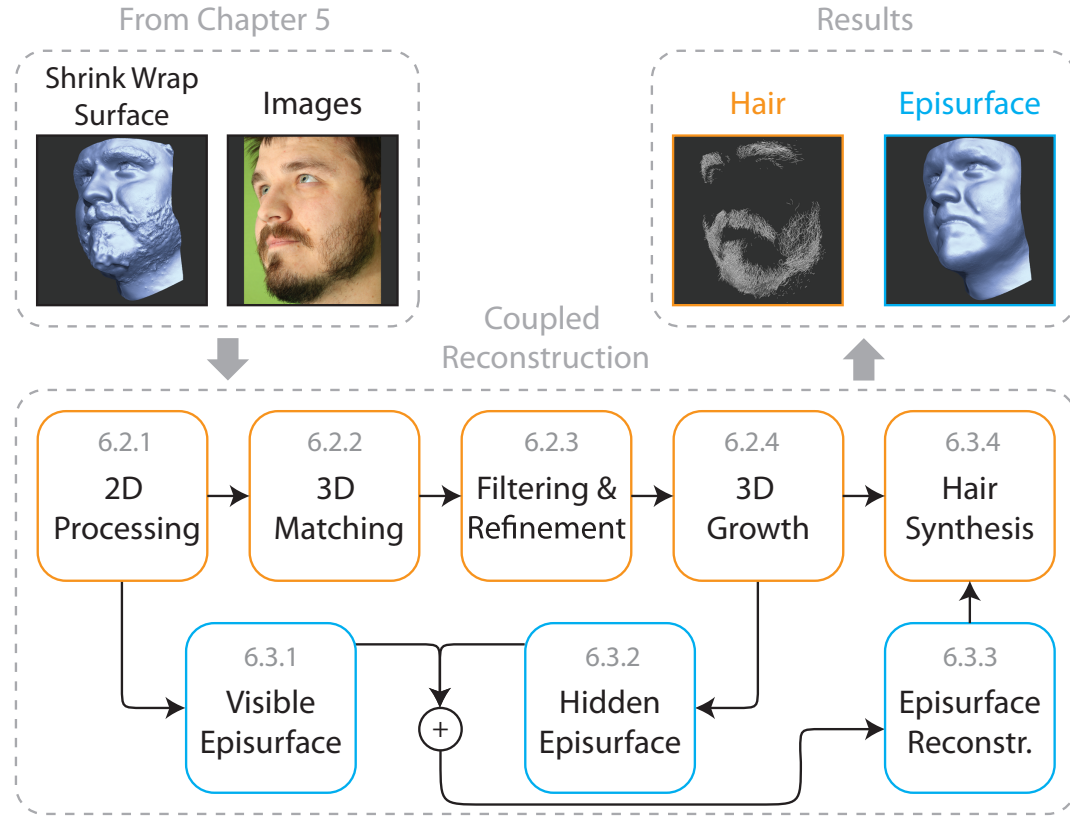 From Chapter 5
Shrink Wrap
Surface
Images
Results
Hair
Episurface
Coupled
Reconstruction
6.2.1
2D
Processing
6.2.2
3D
Matching
6.2.3
Filtering &
Refinement
6.2.4
3D
Growth
6.3.4
Hair
Synthesis
6.3.1
Visible
Episurface
+
6.3.2
Hidden
Episurface
6.3.3
Episurface
Reconstr.